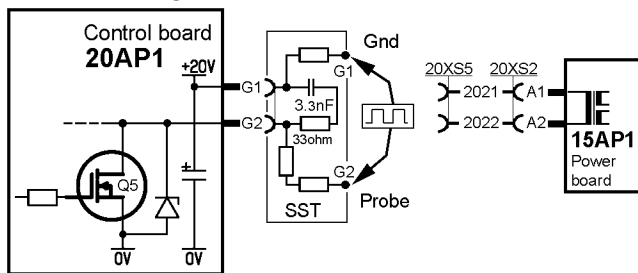 Control board
20AP1
+20V
G1
G2
Q5
+
0V
0V
3.3nF
33ohm
SST
G1
G2
Gnd
Probe
20XS5
20XS2
2021
A1
2022
A2
15AP1
Power
board